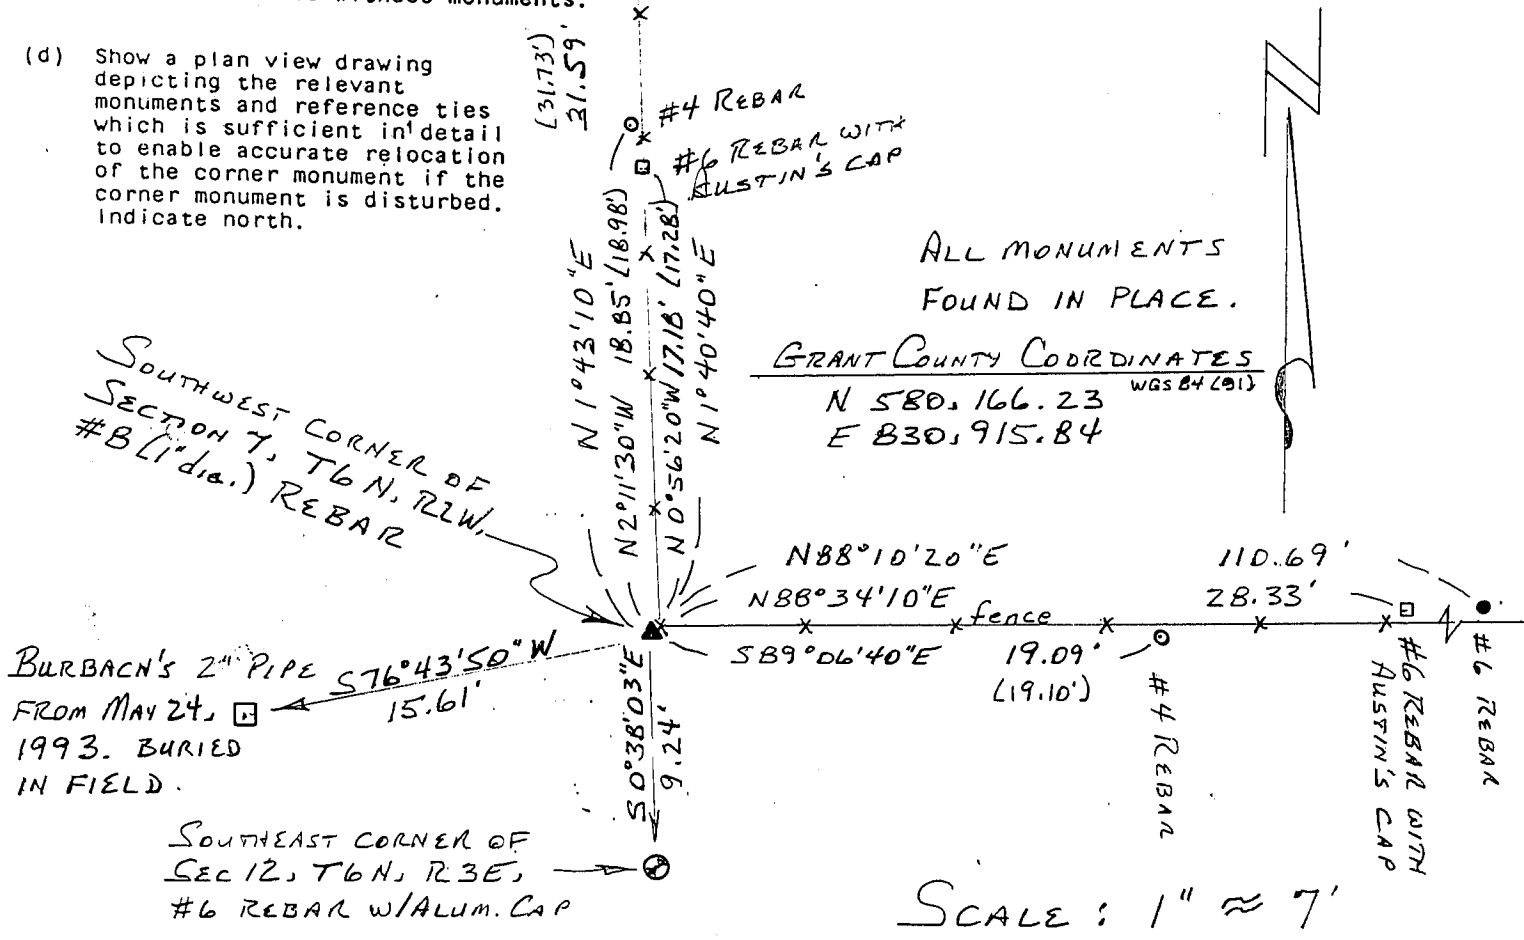 monuments.
(d) Show a plan view drawing
depicting the relevant
monuments and reference ties
which is sufficient in detail
to enable accurate relocation
of the corner monument if the
corner monument is disturbed.
Indicate north.
(31.73')
31.59'
#4 REBAR
#6 REBAR WITH
AUSTIN'S CAP
N 1°43'10"E
N2°11'30"W 18.85' (18.98')
N 0°56'20"W 17.18' (17.28')
N 1°40'40"E
ALL MONUMENTS
FOUND IN PLACE.
GRANT COUNTY COORDINATES
WGS 84 (91)
N 580,166.23
E 830,915.84
SOUTHWEST CORNER OF
SECTION 7, T6N, R2W,
#8 (1"dia.) REBAR
N88°10'20"E
110.69'
N88°34'10"E
28.33'
fence
S89°06'40"E
19.09'
(19.10')
#4 REBAR
#6 REBAR WITH
AUSTIN'S CAP
#6 REBAR
S76°43'50"W
15.61'
BURBACH'S 2" PIPE
FROM MAY 24,
1993. BURIED
IN FIELD.
S0°38'03"E
9.24'
SOUTHEAST CORNER OF
SEC 12, T6N, R3E,
#6 REBAR W/ALUM. CAP
SCALE: 1" ≈ 7'